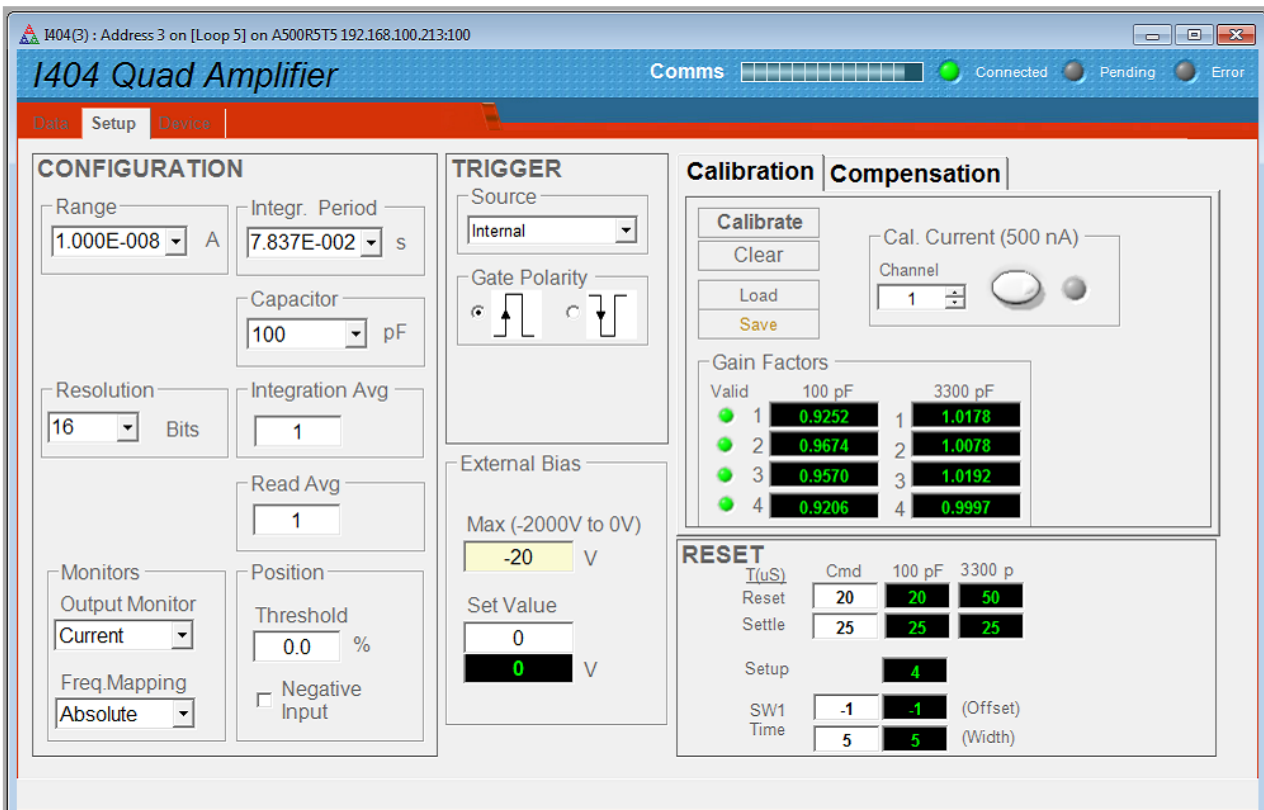 I404(3) : Address 3 on [Loop 5] on A500R5T5 192.168.100.213:100
I404 Quad Amplifier
Comms
Connected
Pending
Error
Data
Setup
Device
CONFIGURATION
Range
1.000E-008 A
Integr. Period
7.837E-002 s
Capacitor
100 pF
Resolution
16 Bits
Integration Avg
1
Read Avg
1
Monitors
Output Monitor
Current
Freq.Mapping
Absolute
Position
Threshold
0.0 %
Negative
Input
TRIGGER
Source
Internal
Gate Polarity
External Bias
Max (-2000V to 0V)
-20 V
Set Value
0
0 V
Calibration
Compensation
Calibrate
Clear
Load
Save
Cal. Current (500 nA)
Channel
1
Gain Factors
Valid 100 pF 3300 pF
1 0.9252 1 1.0178
2 0.9674 2 1.0078
3 0.9570 3 1.0192
4 0.9206 4 0.9997
RESET
T(uS) Cmd 100 pF 3300 p
Reset 20 20 50
Settle 25 25 25
Setup 4
SW1 -1 -1 (Offset)
Time 5 5 (Width)